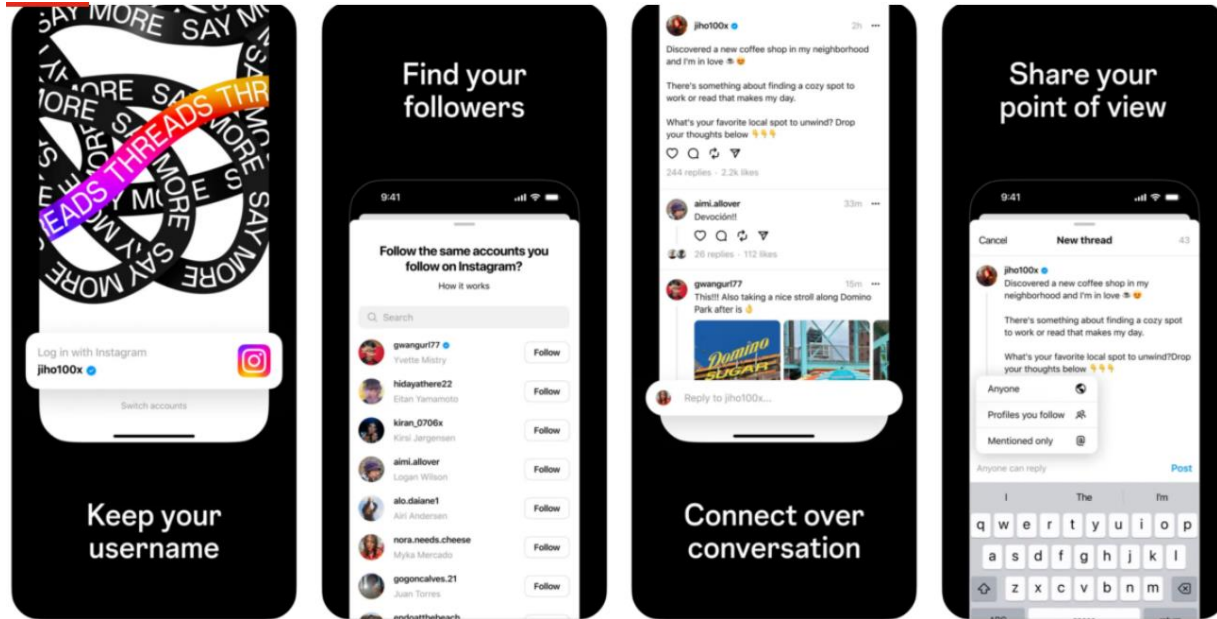 SAY MORE SAY MORE
THREADS THREADS THR
SAY MORE
SAY MORE
SAY MORE
Log in with Instagram
jiho100x
Switch accounts
Keep your
username
Find your
followers
9:41
Follow the same accounts you
follow on Instagram?
How it works
Search
gwangurl77
Yvette Mistry
Follow
hidayathere22
Eitan Yamamoto
Follow
kiran_0706x
Kirsi Jørgensen
Follow
aimi.allover
Logan Wilson
Follow
alo.daiane1
Airi Andersen
Follow
nora.needs.cheese
Myka Mercado
Follow
gogoncalves.21
Juan Torres
Follow
endoatthebeach
jiho100x
2h
Discovered a new coffee shop in my neighborhood
and I'm in love ☕😍
There's something about finding a cozy spot to
work or read that makes my day.
What's your favorite local spot to unwind? Drop
your thoughts below 👇👇👇
244 replies · 2.2k likes
aimi.allover
33m
Devoción!!
26 replies · 112 likes
gwangurl77
15m
This!!! Also taking a nice stroll along Domino
Park after is 👌
Domino
SUGAR
Reply to jiho100x...
Connect over
conversation
Share your
point of view
9:41
Cancel
New thread
43
jiho100x
Discovered a new coffee shop in my
neighborhood and I'm in love ☕😍
There's something about finding a cozy spot
to work or read that makes my day.
What's your favorite local spot to unwind?Drop
your thoughts below 👇👇👇
Anyone
Profiles you follow
Mentioned only
Anyone can reply
Post
I The I'm
q w e r t y u i o p
a s d f g h j k l
z x c v b n m